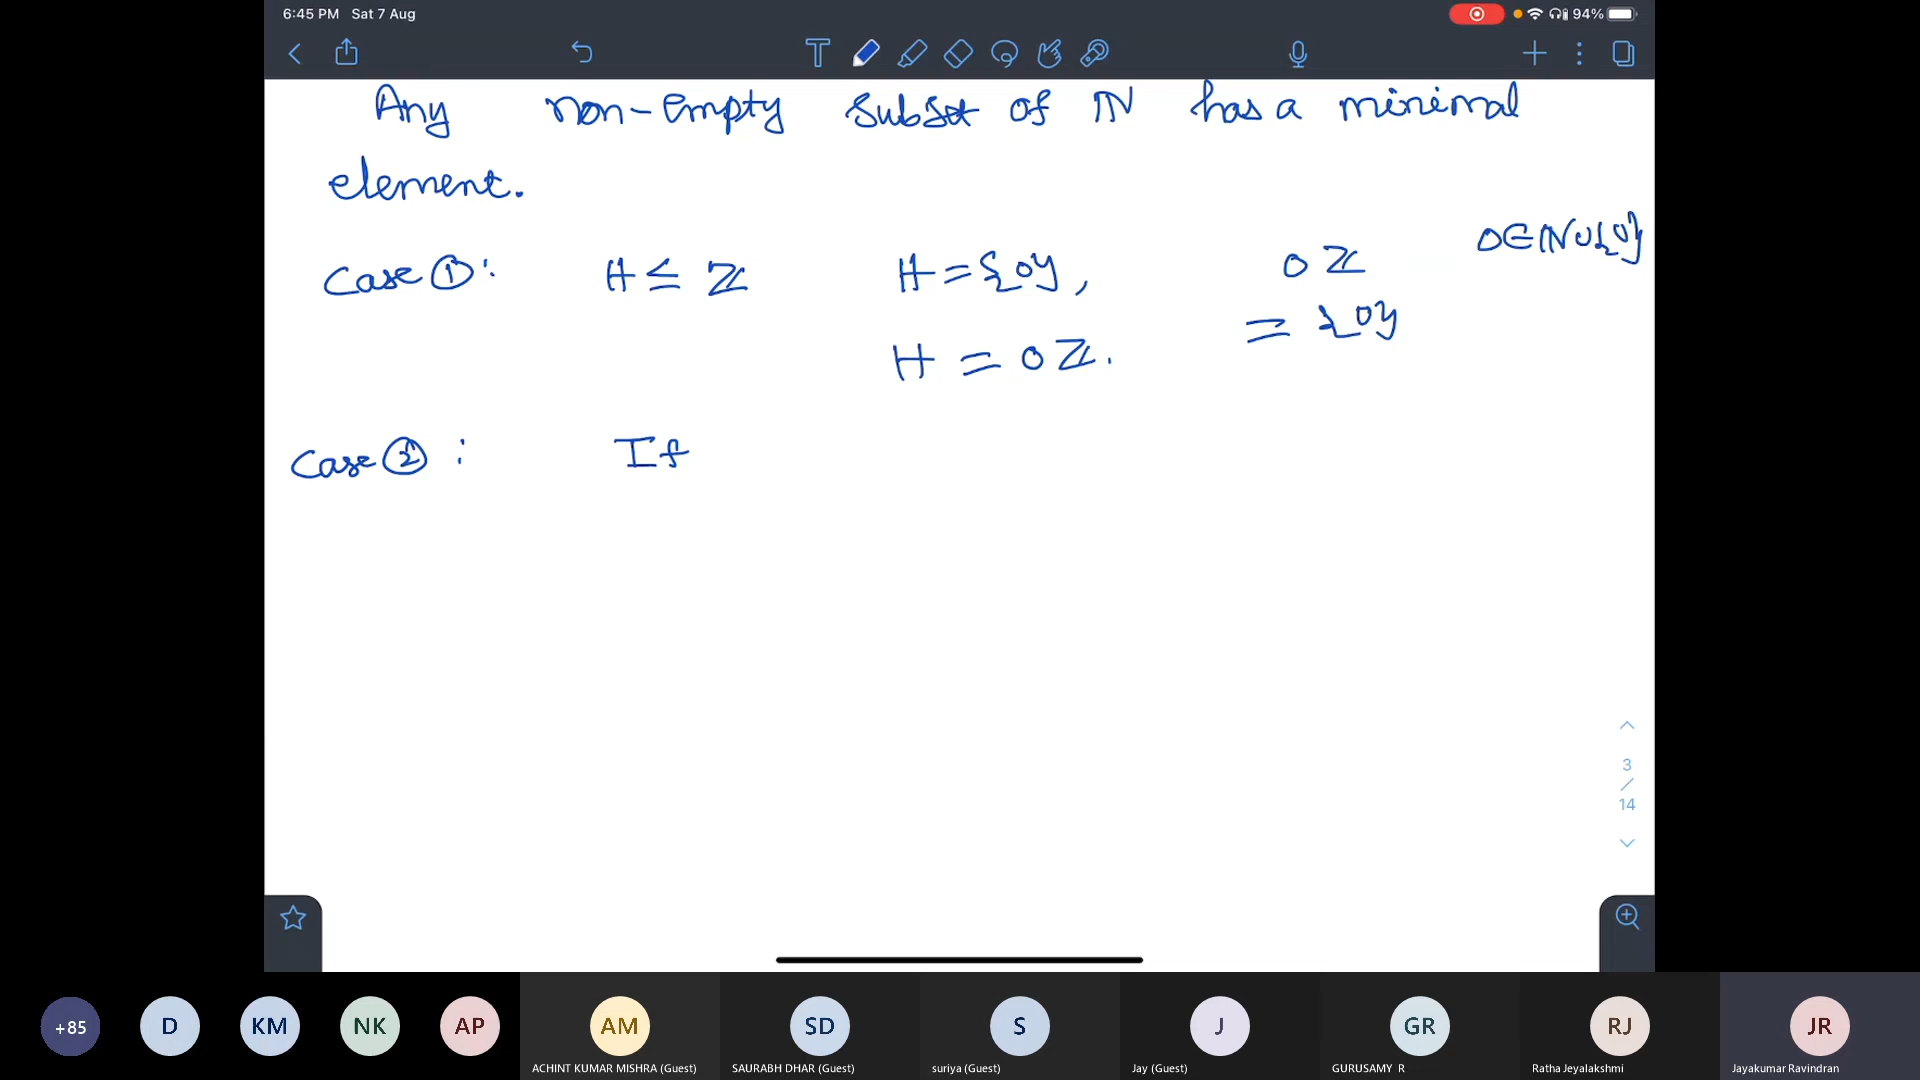 6:45 PM Sat 7 Aug 94%
T
Any non-empty subset of ℕ has a minimal
element.
Case ①: H ≤ ℤ H = {0}, 0ℤ 0∈ℕ∪{0}
= {0}
H = 0ℤ.
Case ②: If
3
/
14
+85 D KM NK AP AM SD S J GR RJ JR
ACHINT KUMAR MISHRA (Guest) SAURABH DHAR (Guest) suriya (Guest) Jay (Guest) GURUSAMY R Ratha Jeyalakshmi Jayakumar Ravindran